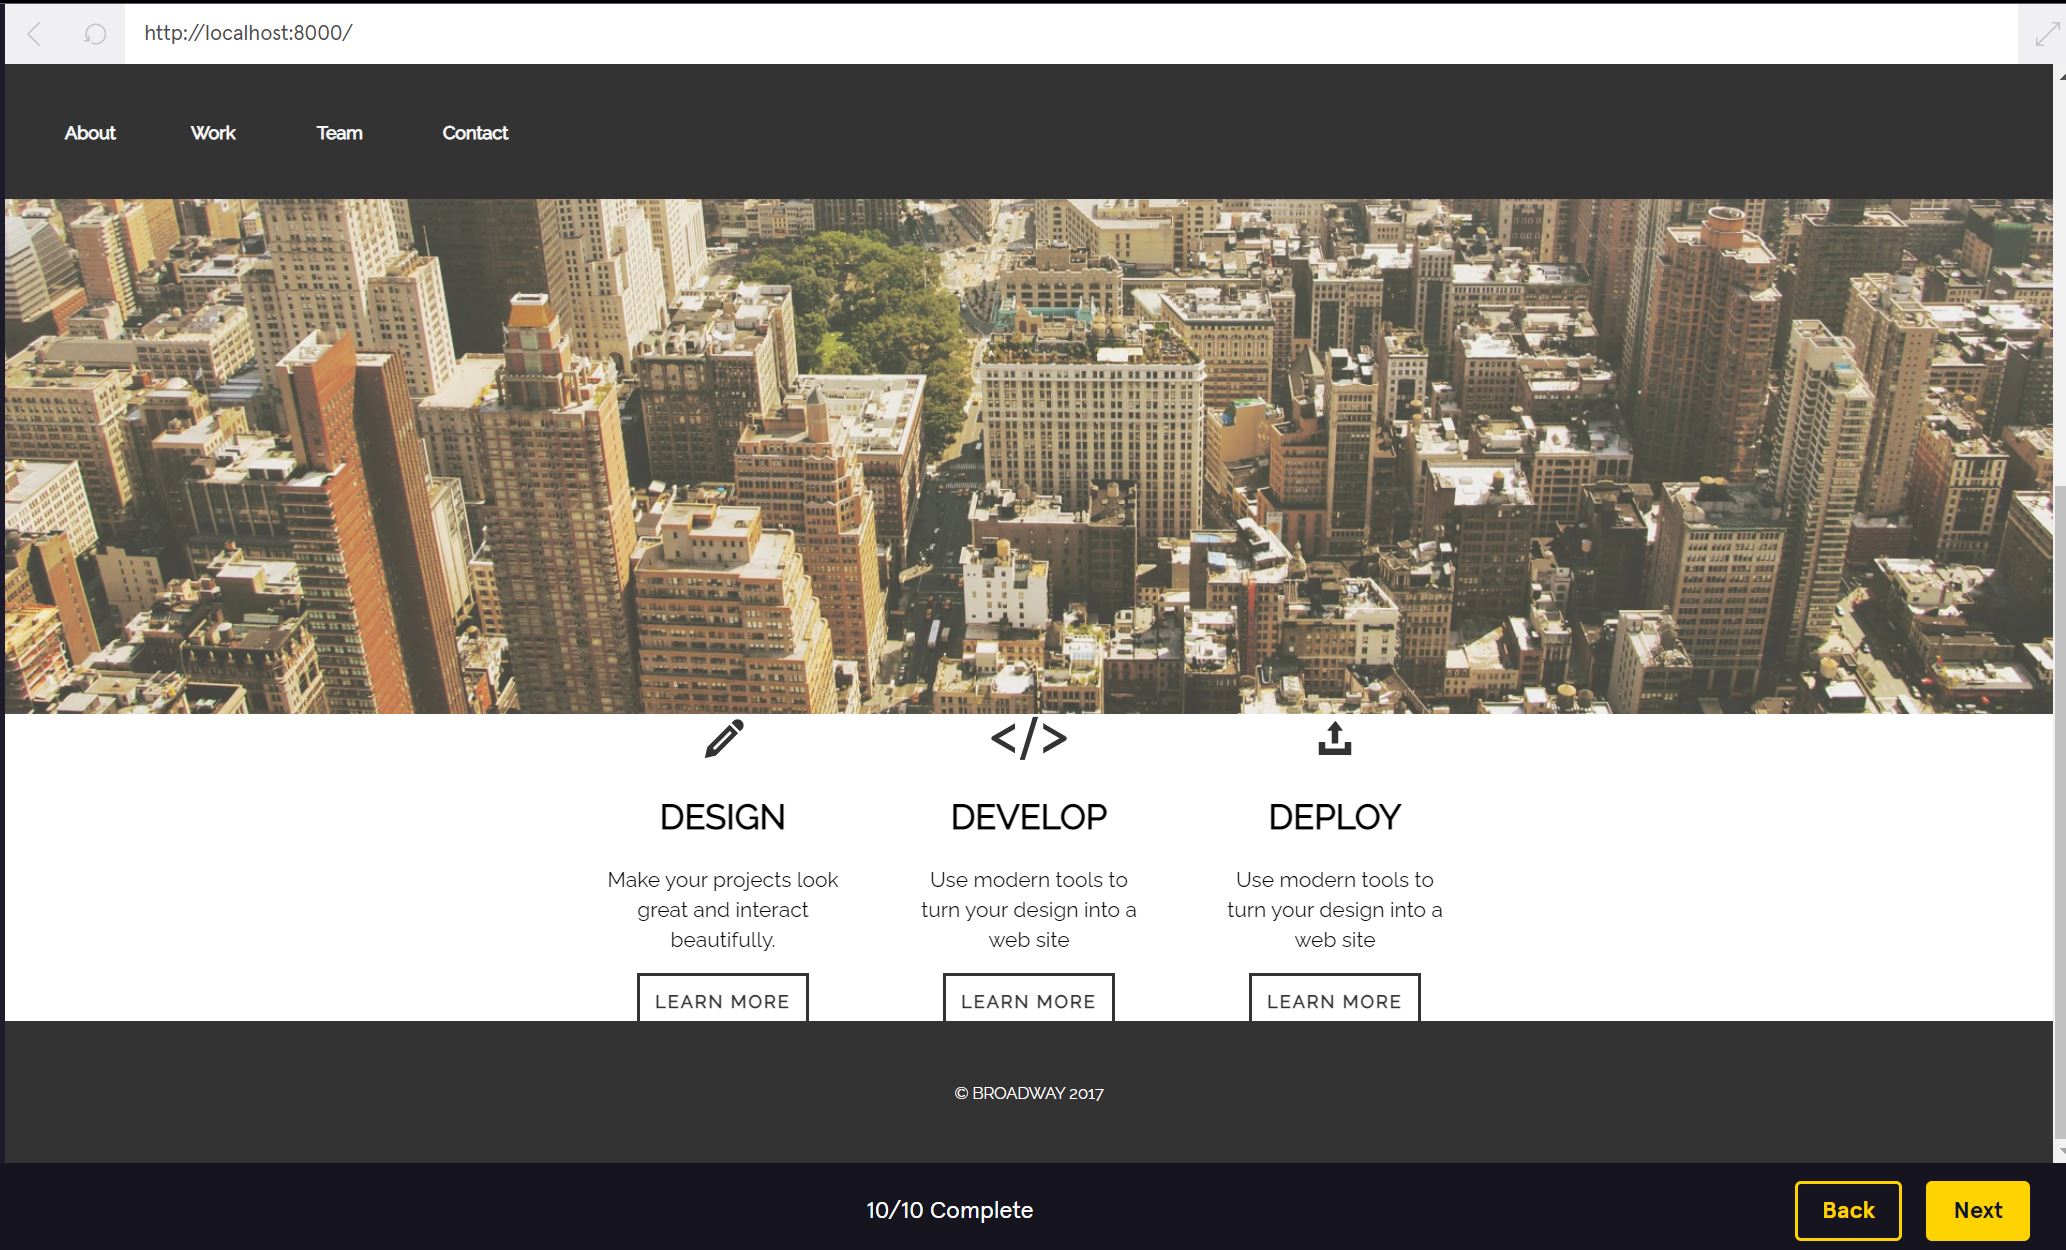 http://localhost:8000/
About Work Team Contact
</>
DESIGN DEVELOP DEPLOY
Make your projects look
great and interact
beautifully.
Use modern tools to
turn your design into a
web site
Use modern tools to
turn your design into a
web site
LEARN MORE LEARN MORE LEARN MORE
© BROADWAY 2017
10/10 Complete
Back Next